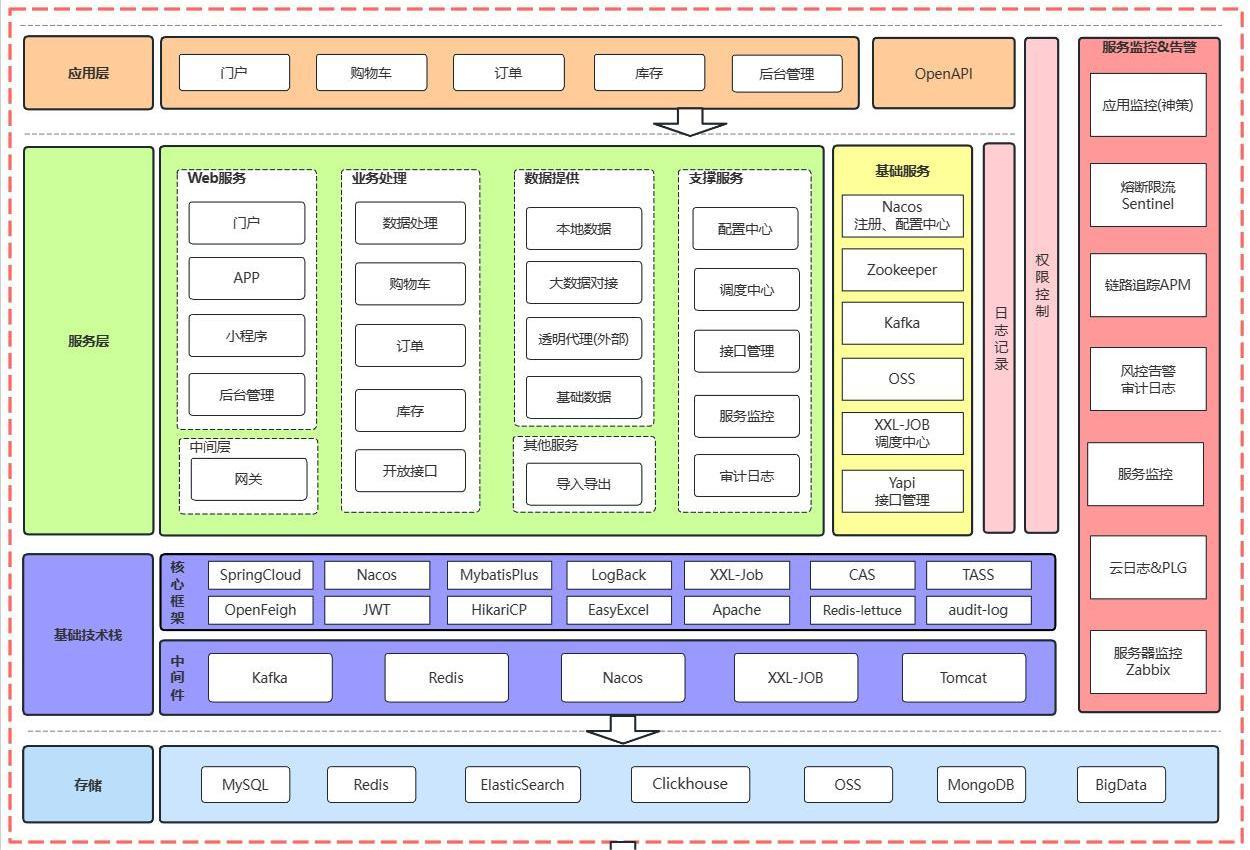 应用层
门户
购物车
订单
库存
后台管理
OpenAPI
服务层
Web服务
门户
APP
小程序
后台管理
中间层
网关
业务处理
数据处理
购物车
订单
库存
开放接口
数据提供
本地数据
大数据对接
透明代理(外部)
基础数据
其他服务
导入导出
支撑服务
配置中心
调度中心
接口管理
服务监控
审计日志
基础服务
Nacos
注册、配置中心
Zookeeper
Kafka
OSS
XXL-JOB
调度中心
Yapi
接口管理
日志记录
权限控制
服务监控&告警
应用监控(神策)
熔断限流
Sentinel
链路追踪APM
风控告警
审计日志
服务监控
云日志&PLG
服务器监控
Zabbix
基础技术栈
核心框架
SpringCloud
Nacos
MybatisPlus
LogBack
XXL-Job
CAS
TASS
OpenFeigh
JWT
HikariCP
EasyExcel
Apache
Redis-lettuce
audit-log
中间件
Kafka
Redis
Nacos
XXL-JOB
Tomcat
存储
MySQL
Redis
ElasticSearch
Clickhouse
OSS
MongoDB
BigData